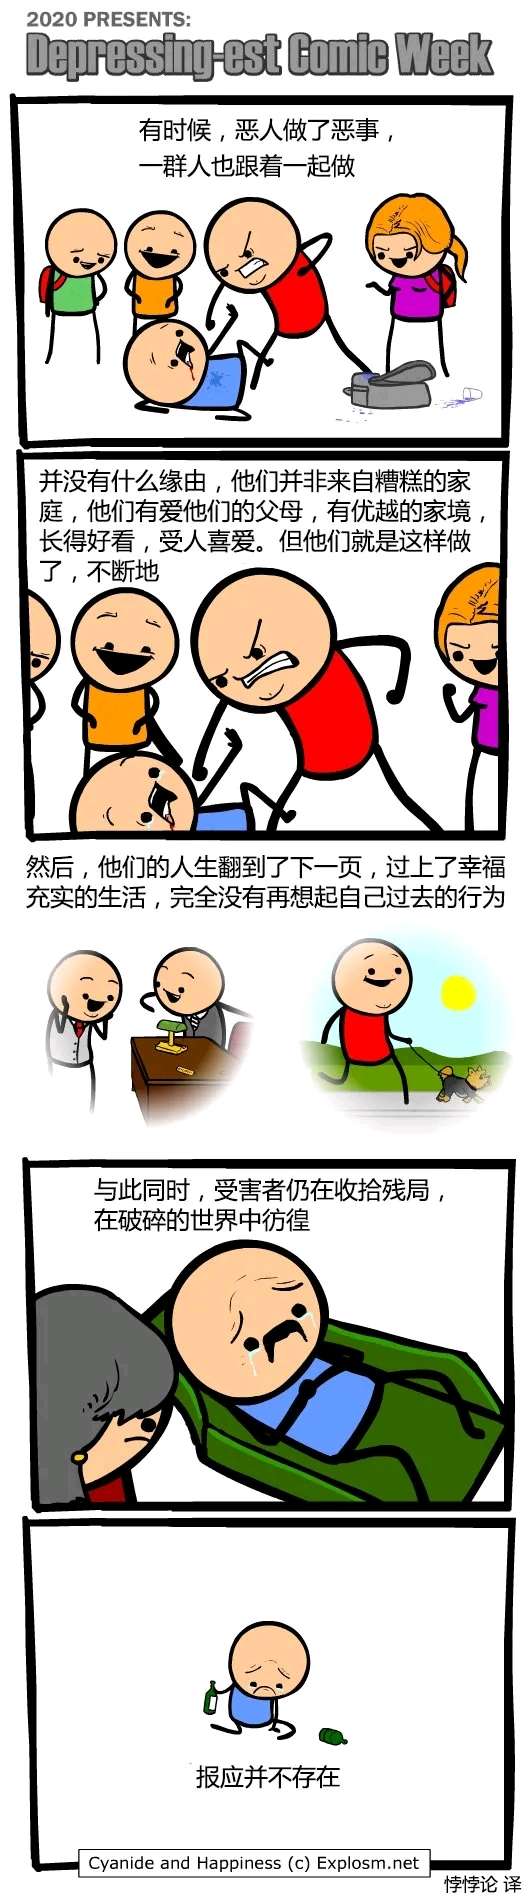 2020 PRESENTS:
Depressing-est Comic Week
有时候，恶人做了恶事，
一群人也跟着一起做
并没有什么缘由，他们并非来自糟糕的家
庭，他们有爱他们的父母，有优越的家境，
长得好看，受人喜爱。但他们就是这样做
了，不断地
然后，他们的人生翻到了下一页，过上了幸福
充实的生活，完全没有再想起自己过去的行为
与此同时，受害者仍在收拾残局，
在破碎的世界中彷徨
报应并不存在
Cyanide and Happiness (c) Explosm.net
悖悖论 译